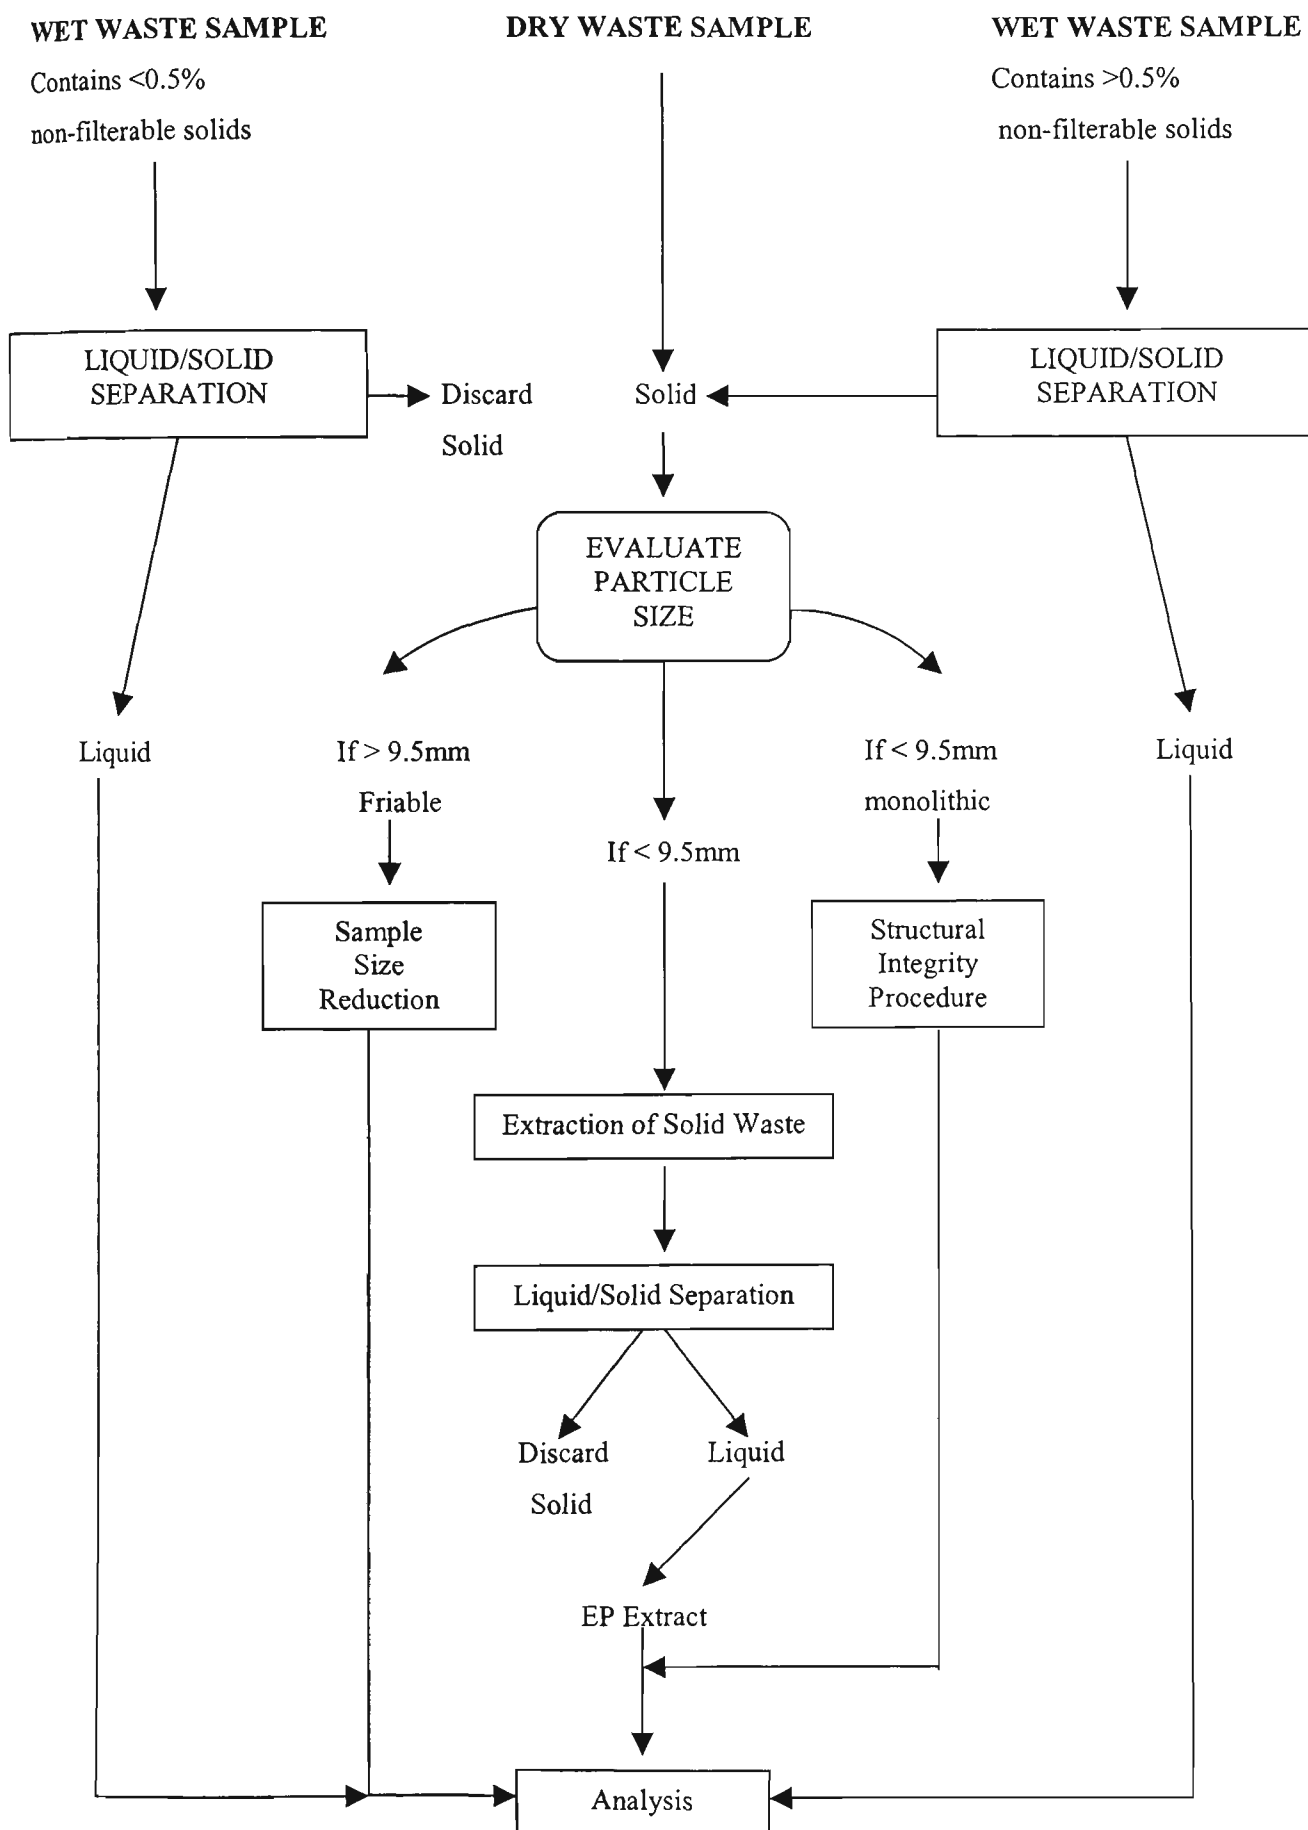 WET WASTE SAMPLE
Contains <0.5%
non-filterable solids
DRY WASTE SAMPLE
WET WASTE SAMPLE
Contains >0.5%
non-filterable solids
LIQUID/SOLID
SEPARATION
Discard
Solid
Solid
LIQUID/SOLID
SEPARATION
EVALUATE
PARTICLE
SIZE
Liquid
If > 9.5mm
Friable
If < 9.5mm
If < 9.5mm
monolithic
Liquid
Sample
Size
Reduction
Structural
Integrity
Procedure
Extraction of Solid Waste
Liquid/Solid Separation
Discard
Solid
Liquid
EP Extract
Analysis